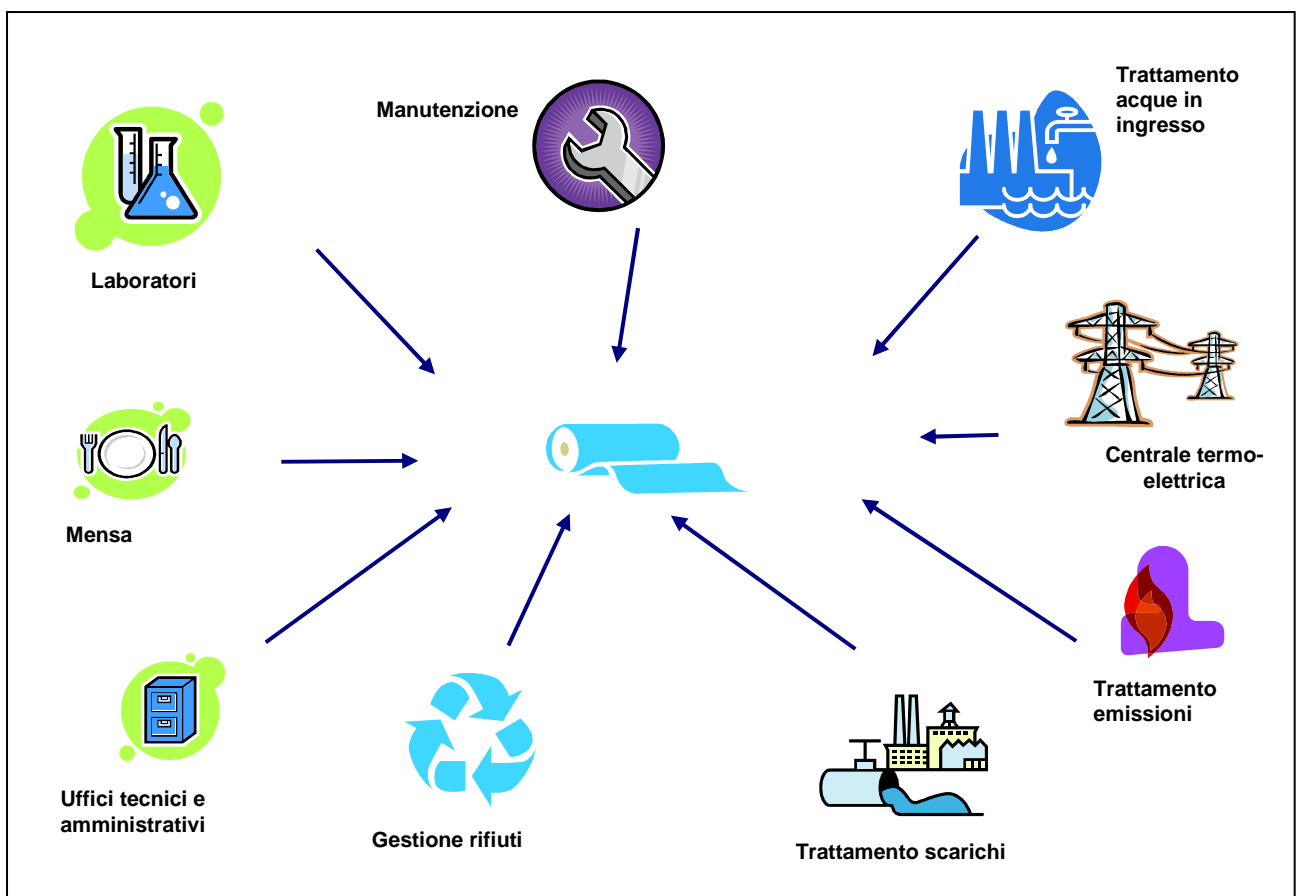 Manutenzione
Trattamento
acque in
ingresso
Laboratori
Centrale termo-
elettrica
Mensa
Trattamento
emissioni
Uffici tecnici e
amministrativi
Gestione rifiuti
Trattamento scarichi